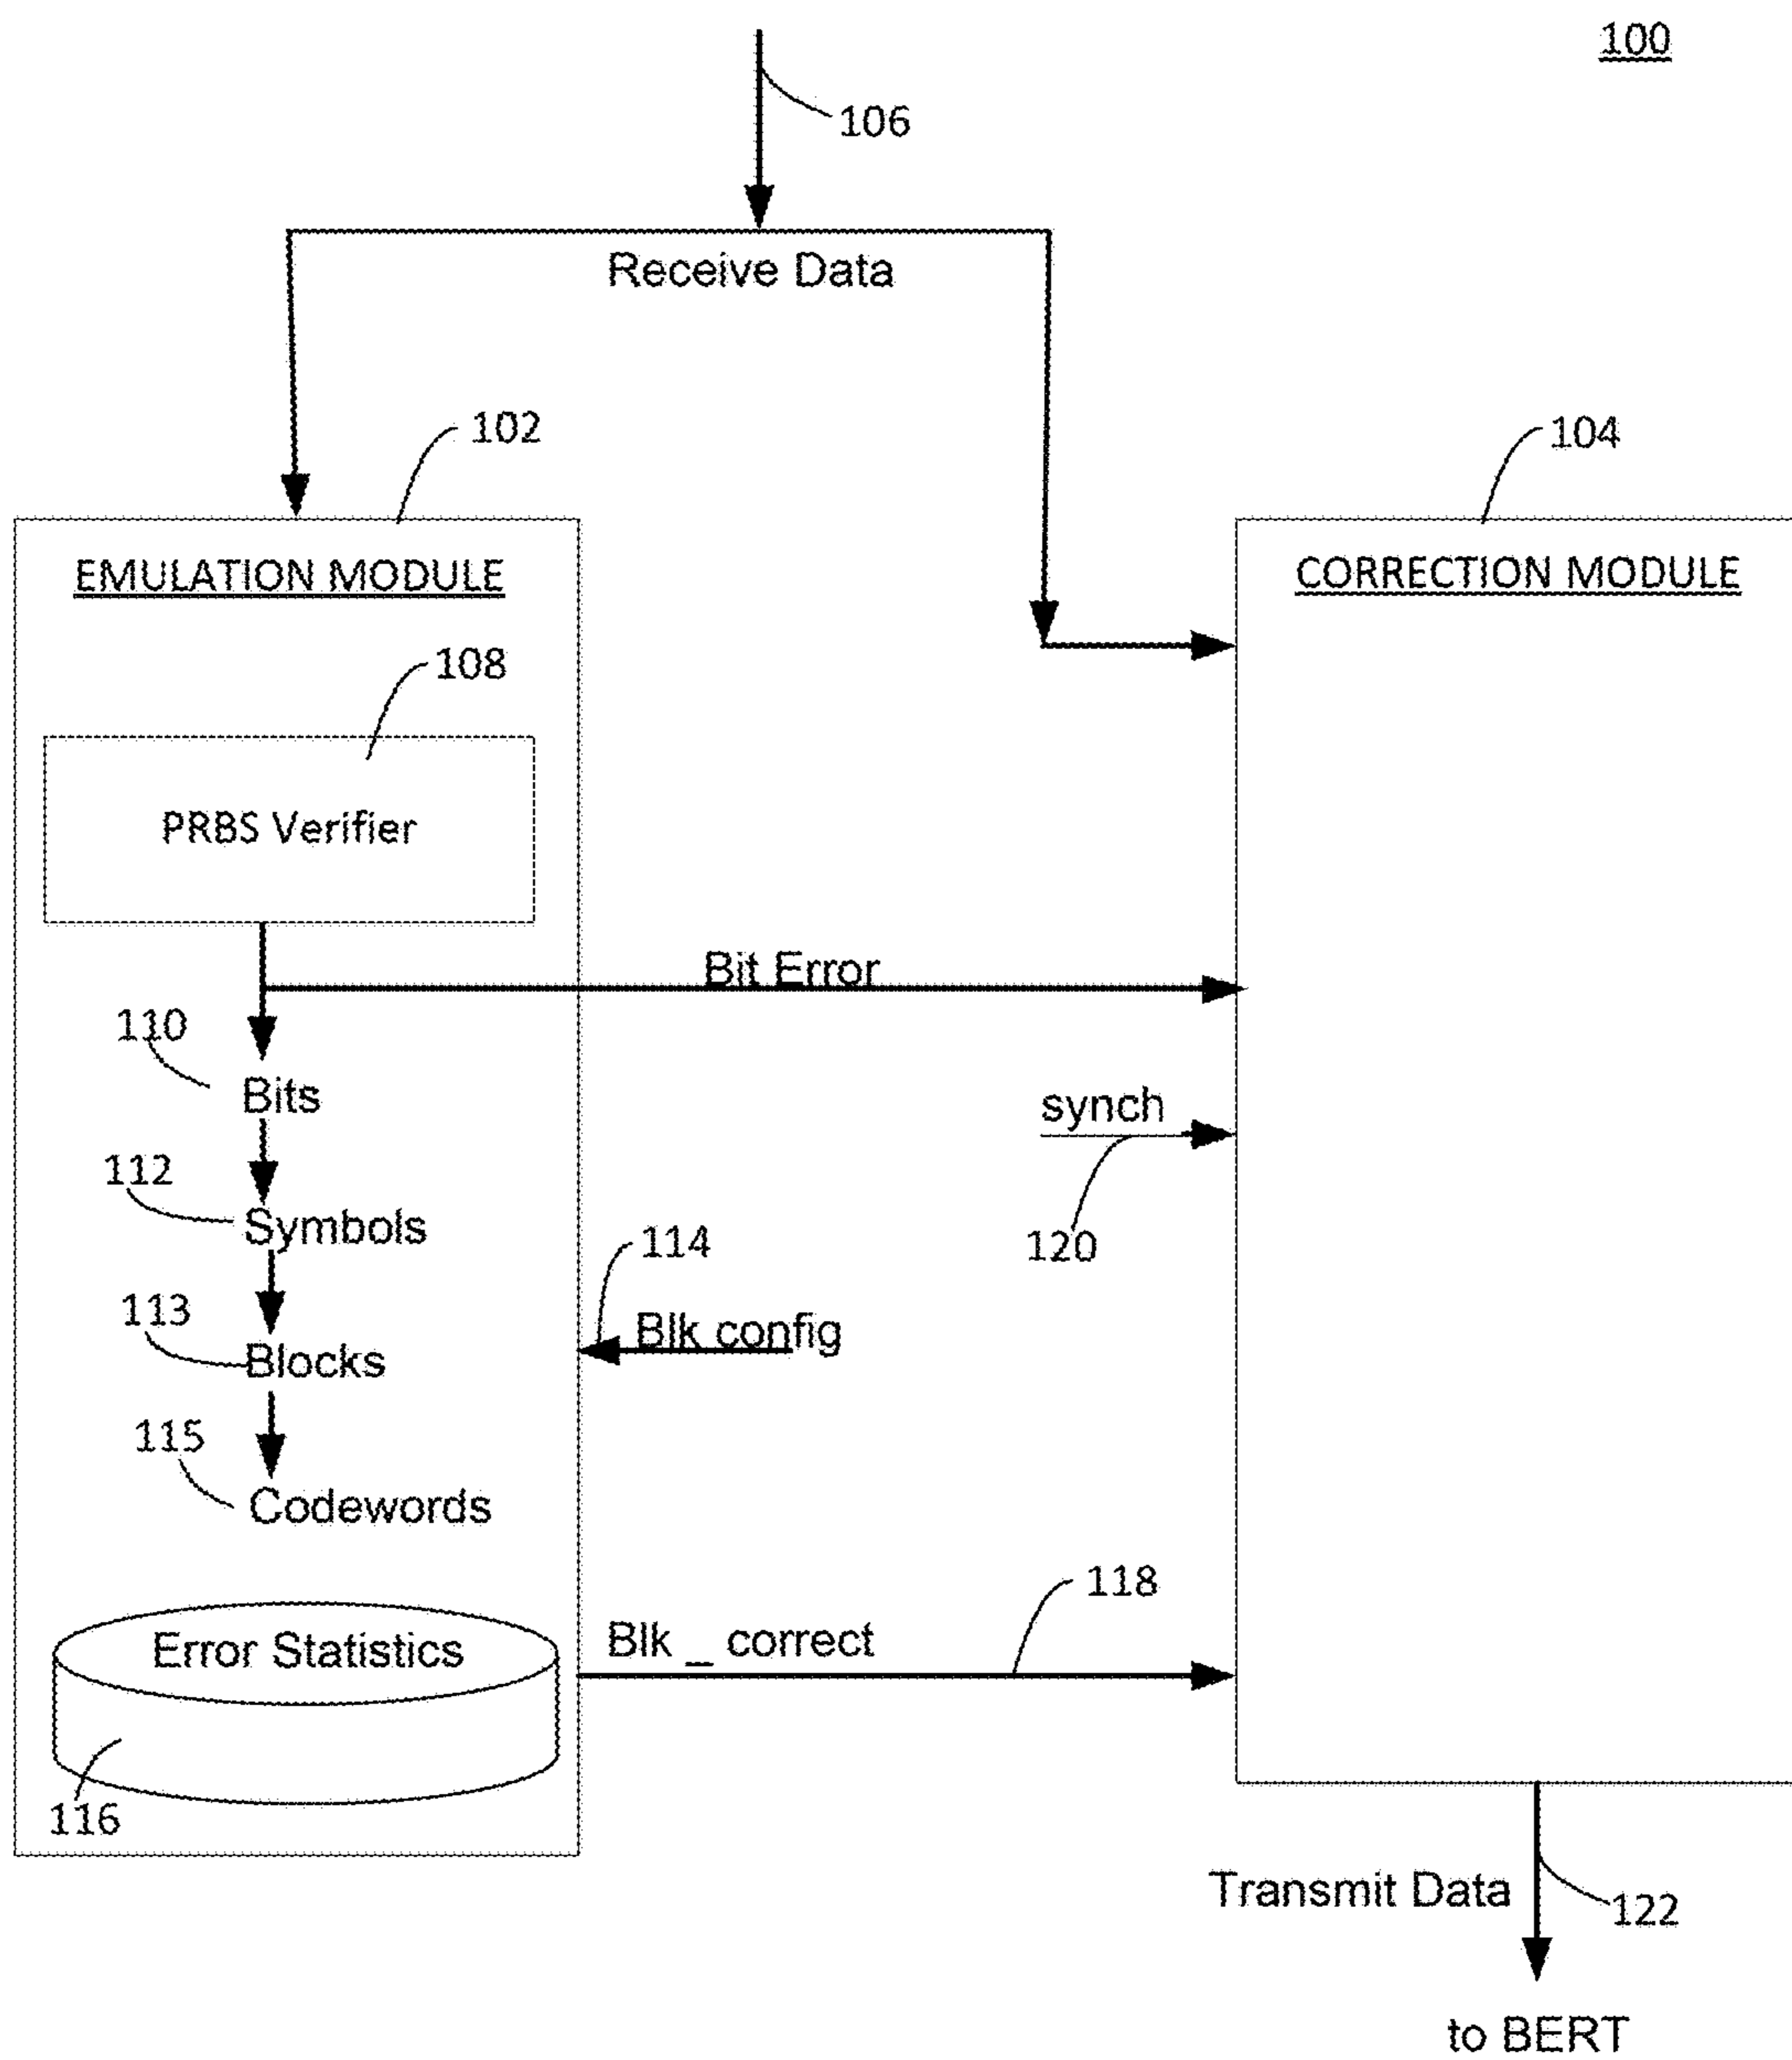 100
106
Receive Data
102
104
EMULATION MODULE
CORRECTION MODULE
108
PRBS Verifier
Bit Error
110
Bits
synch
112
Symbols
114
120
113
Blk config
Blocks
115
Codewords
118
Error Statistics
Blk _ correct
116
Transmit Data
122
to BERT